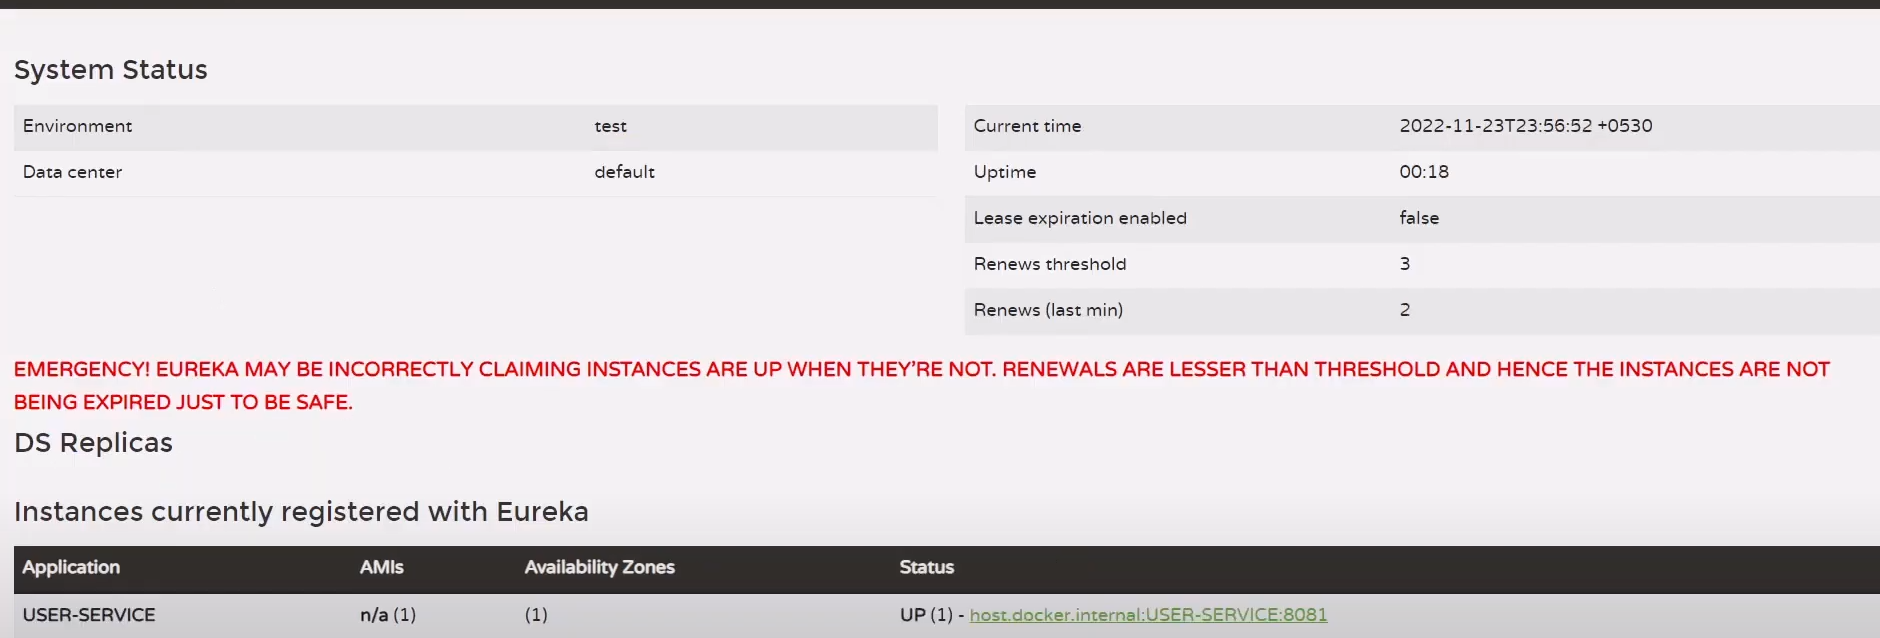 System Status
Environment test
Data center default
Current time 2022-11-23T23:56:52 +0530
Uptime 00:18
Lease expiration enabled false
Renews threshold 3
Renews (last min) 2
EMERGENCY! EUREKA MAY BE INCORRECTLY CLAIMING INSTANCES ARE UP WHEN THEY'RE NOT. RENEWALS ARE LESSER THAN THRESHOLD AND HENCE THE INSTANCES ARE NOT
BEING EXPIRED JUST TO BE SAFE.
DS Replicas
Instances currently registered with Eureka
Application AMIs Availability Zones Status
USER-SERVICE n/a (1) (1) UP (1) - host.docker.internal:USER-SERVICE:8081